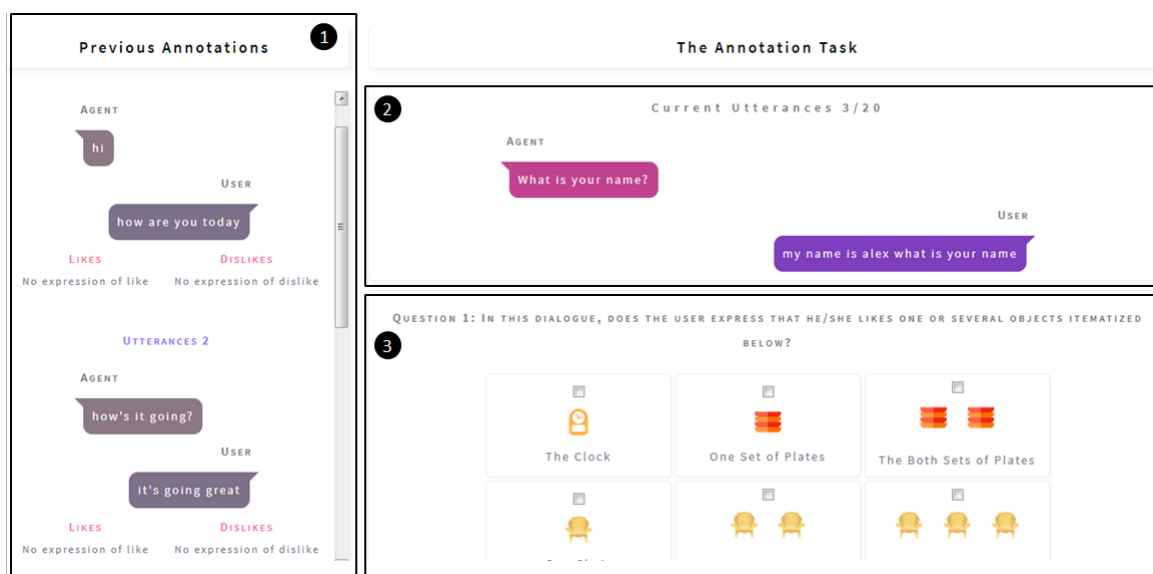 Previous Annotations
1
AGENT
hi
USER
how are you today
LIKES DISLIKES
No expression of like No expression of dislike
UTTERANCES 2
AGENT
how's it going?
USER
it's going great
LIKES DISLIKES
No expression of like No expression of dislike
The Annotation Task
2
Current Utterances 3/20
AGENT
What is your name?
USER
my name is alex what is your name
3
QUESTION 1: IN THIS DIALOGUE, DOES THE USER EXPRESS THAT HE/SHE LIKES ONE OR SEVERAL OBJECTS ITEMATIZED
BELOW?
The Clock One Set of Plates The Both Sets of Plates